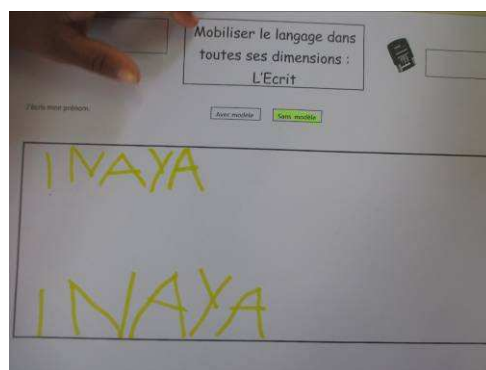 Mobiliser le langage dans
toutes ses dimensions :
L'Ecrit
J'écris mon prénom.
Avec modèle
Sans modèle
INAYA
INAYA